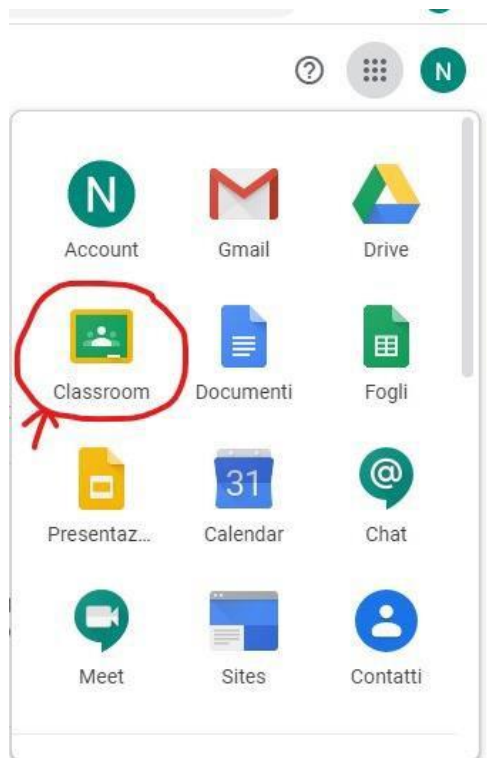 N
N
Account Gmail Drive
Classroom Documenti Fogli
31
@
Presentaz... Calendar Chat
Meet Sites Contatti